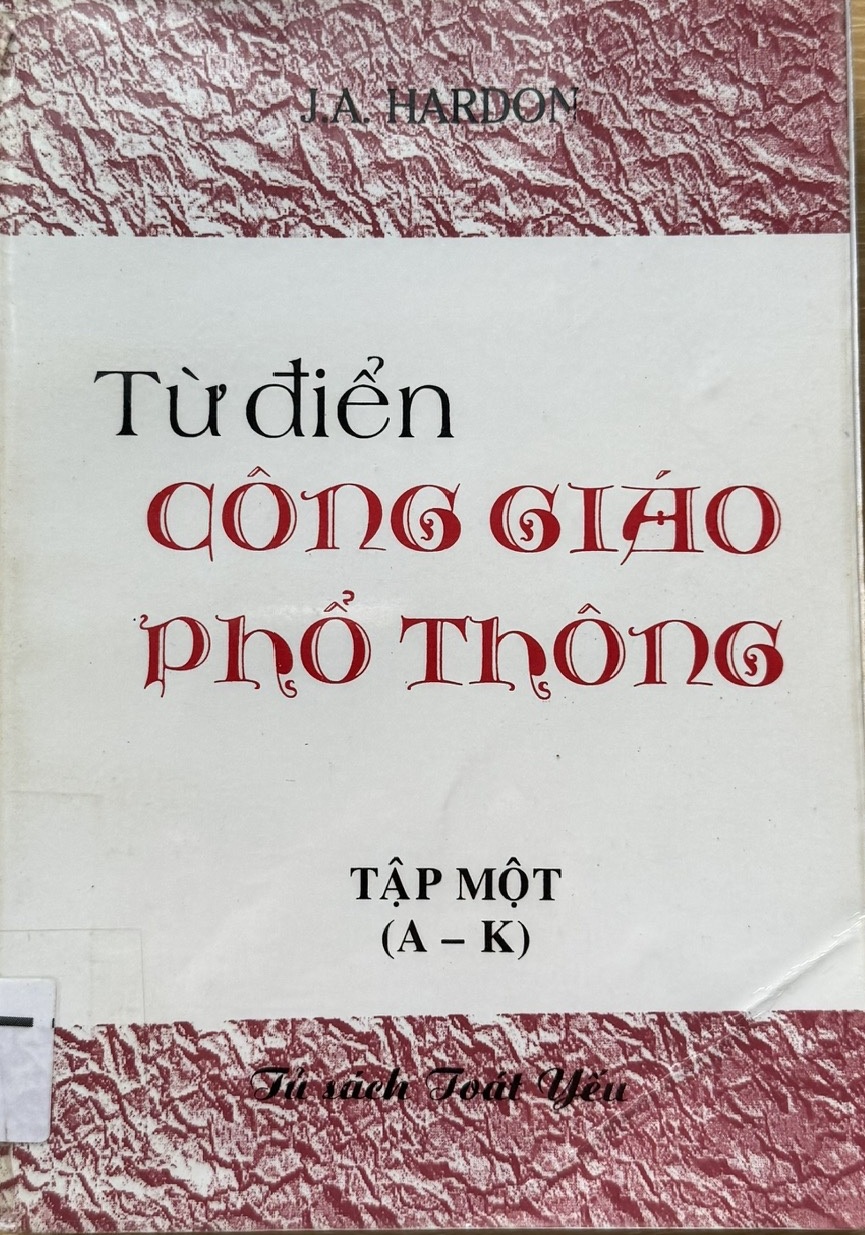 J.A. HARDON
Từ điển
CÔNG GIÁO
PHỔ THÔNG
TẬP MỘT
(A – K)
Tủ sách Toát Yếu